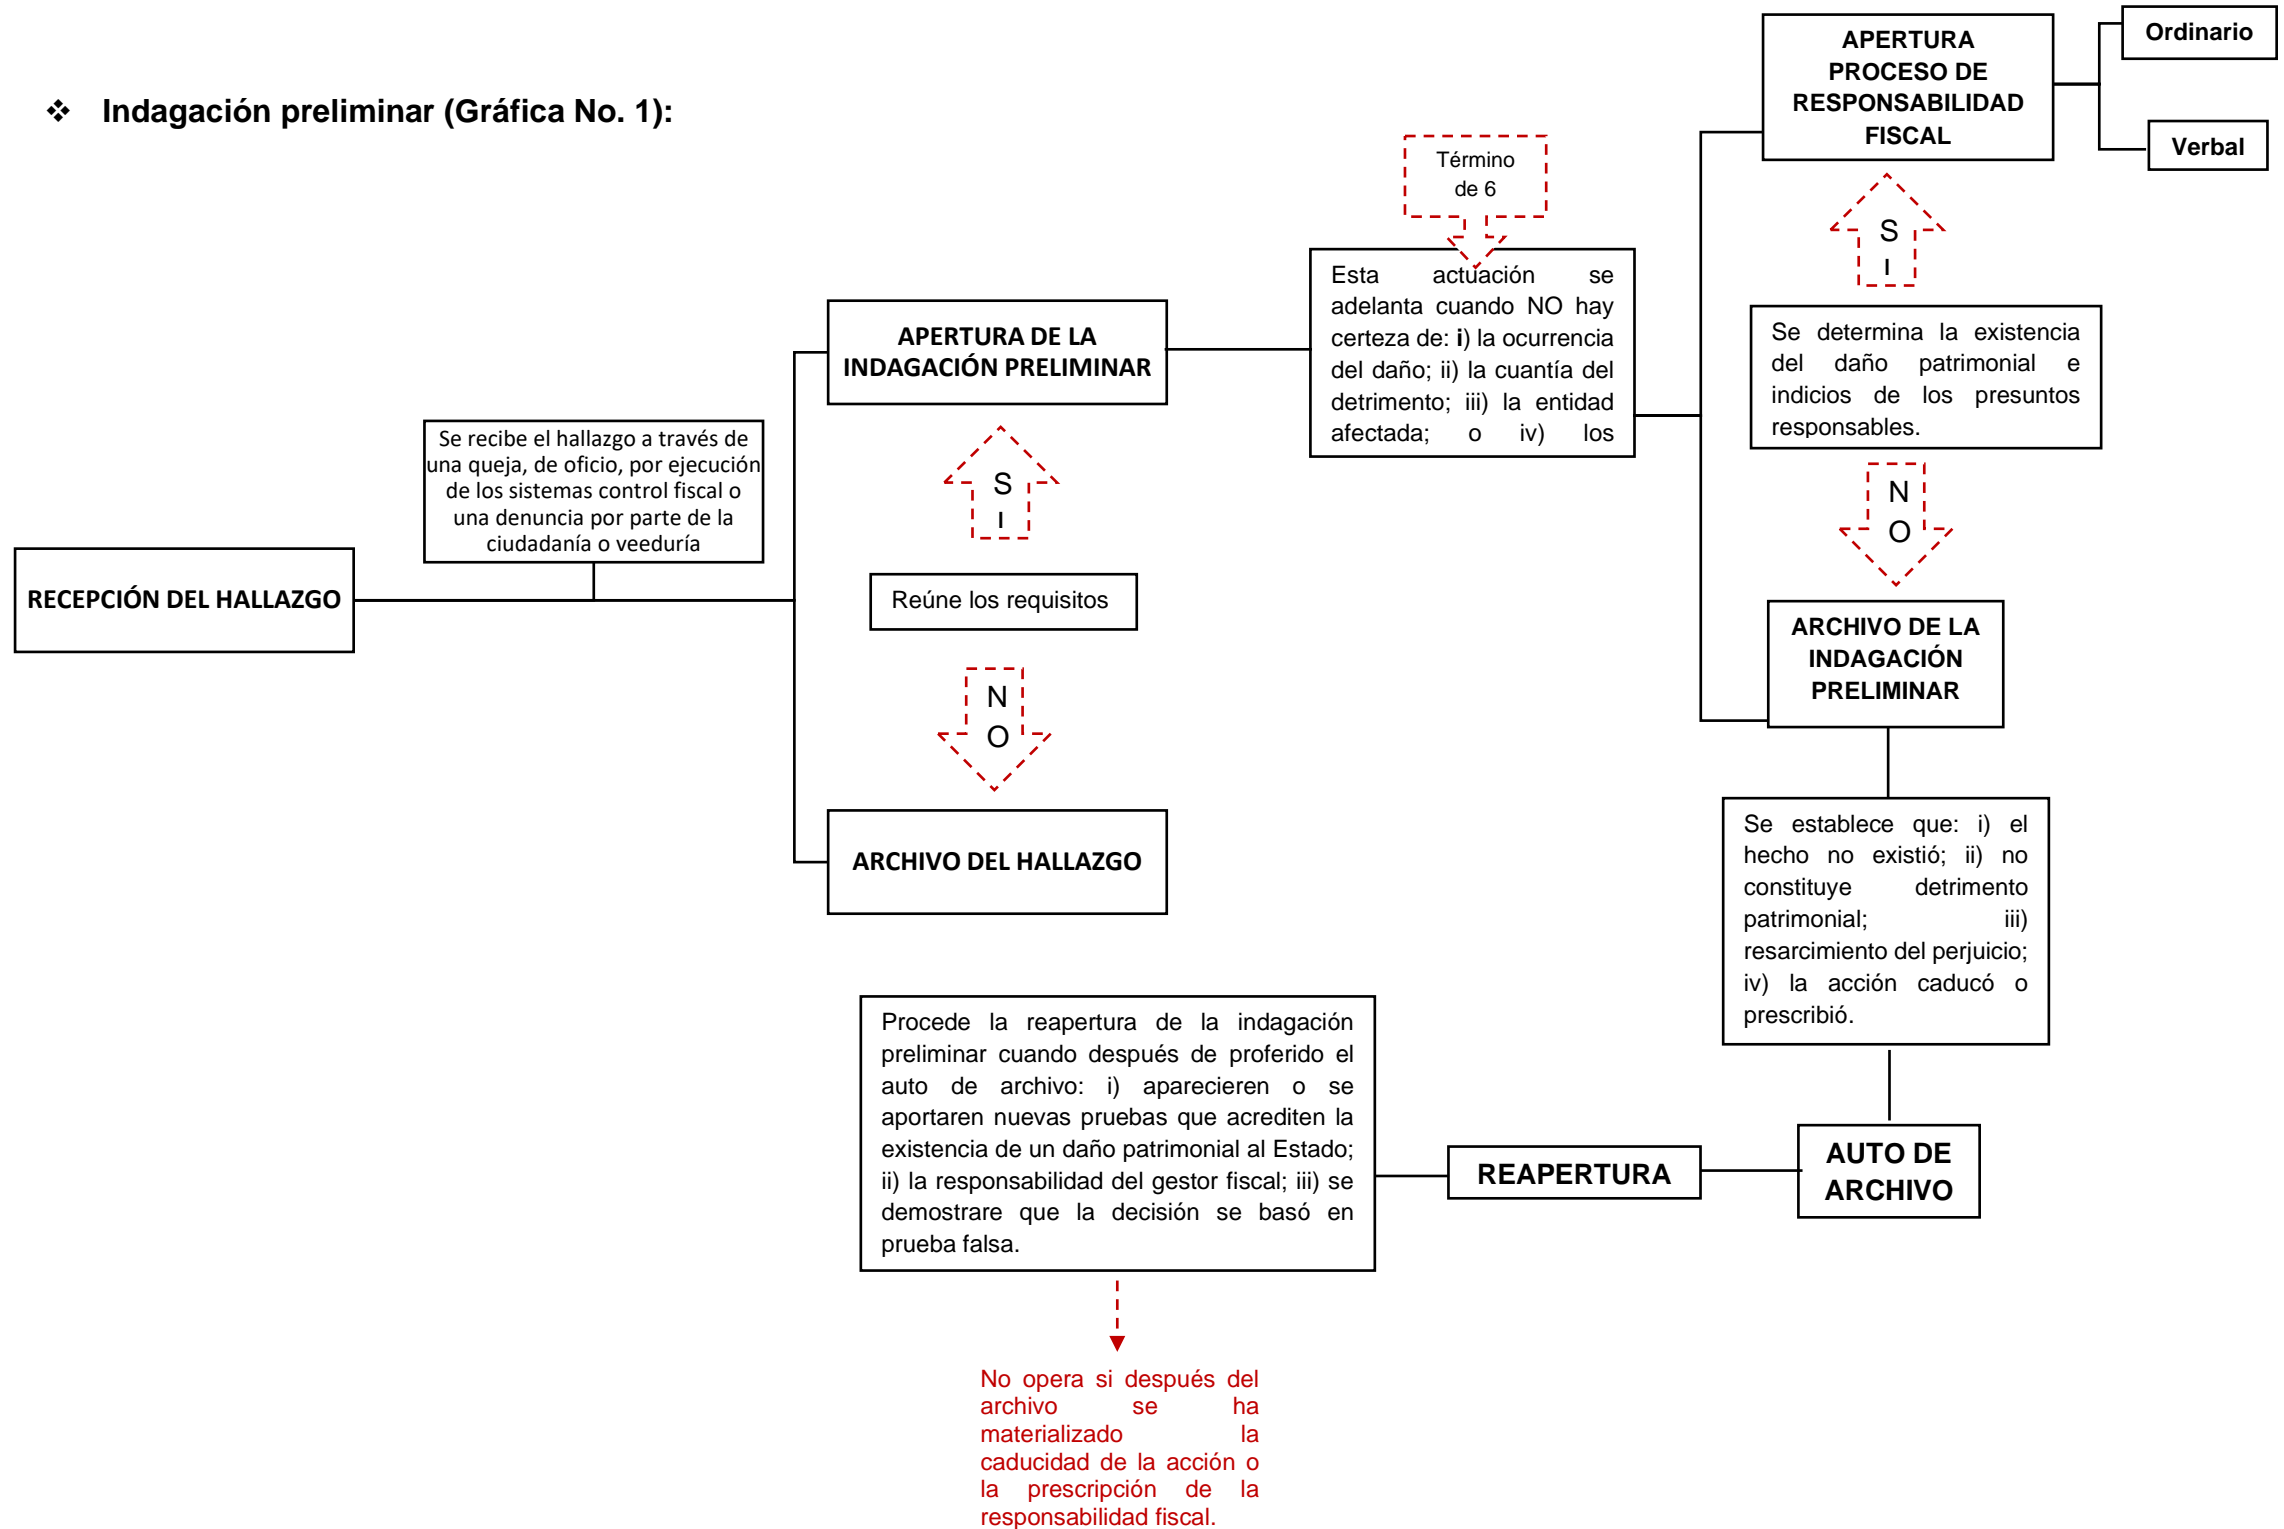 ❖ Indagación preliminar (Gráfica No. 1):
RECEPCIÓN DEL HALLAZGO
Se recibe el hallazgo a través de
una queja, de oficio, por ejecución
de los sistemas control fiscal o
una denuncia por parte de la
ciudadanía o veeduría
APERTURA DE LA
INDAGACIÓN PRELIMINAR
S
I
Reúne los requisitos
N
O
ARCHIVO DEL HALLAZGO
Término
de 6
Esta actuación se
adelanta cuando NO hay
certeza de: i) la ocurrencia
del daño; ii) la cuantía del
detrimento; iii) la entidad
afectada; o iv) los
APERTURA
PROCESO DE
RESPONSABILIDAD
FISCAL
Ordinario
Verbal
S
I
Se determina la existencia
del daño patrimonial e
indicios de los presuntos
responsables.
N
O
ARCHIVO DE LA
INDAGACIÓN
PRELIMINAR
Se establece que: i) el
hecho no existió; ii) no
constituye detrimento
patrimonial; iii)
resarcimiento del perjuicio;
iv) la acción caducó o
prescribió.
AUTO DE
ARCHIVO
REAPERTURA
Procede la reapertura de la indagación
preliminar cuando después de proferido el
auto de archivo: i) aparecieren o se
aportaren nuevas pruebas que acrediten la
existencia de un daño patrimonial al Estado;
ii) la responsabilidad del gestor fiscal; iii) se
demostrare que la decisión se basó en
prueba falsa.
No opera si después del
archivo se ha
materializado la
caducidad de la acción o
la prescripción de la
responsabilidad fiscal.